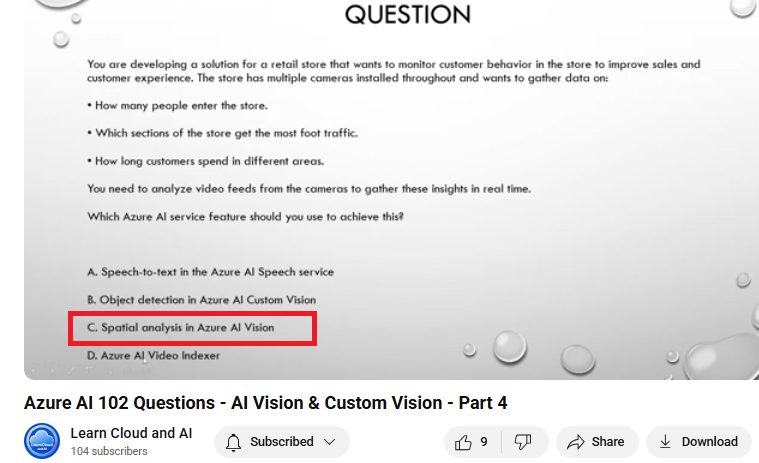 QUESTION
You are developing a solution for a retail store that wants to monitor customer behavior in the store to improve sales and
customer experience. The store has multiple cameras installed throughout and wants to gather data on:
• How many people enter the store.
• Which sections of the store get the most foot traffic.
• How long customers spend in different areas.
You need to analyze video feeds from the cameras to gather these insights in real time.
Which Azure AI service feature should you use to achieve this?
A. Speech-to-text in the Azure AI Speech service
B. Object detection in Azure AI Custom Vision
C. Spatial analysis in Azure AI Vision
D. Azure AI Video Indexer
Azure AI 102 Questions - AI Vision & Custom Vision - Part 4
Learn Cloud and AI
104 subscribers
Subscribed
9
Share
Download